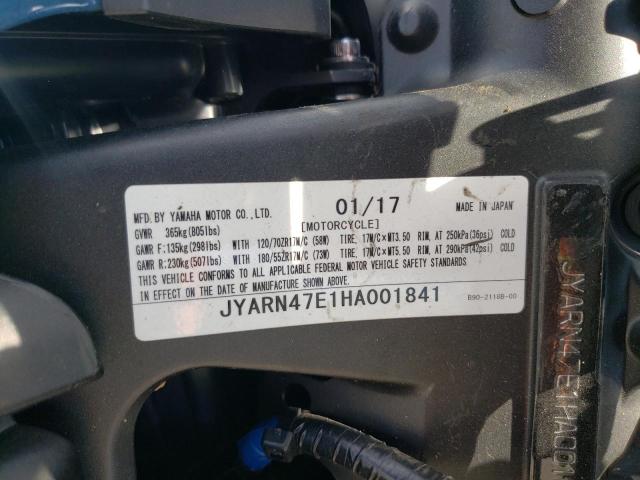 MFD. BY YAMAHA MOTOR CO., LTD. 01/17 MADE IN JAPAN
GVWR 365kg(805lbs) [MOTORCYCLE]
GAWR F:135kg(298lbs) WITH 120/70ZR17M/C (58W) TIRE, 17M/C×MT3.50 RIM, AT 250kPa(36psi) COLD
GAWR R:230kg(507lbs) WITH 180/55ZR17M/C (73W) TIRE, 17M/C×MT5.50 RIM, AT 290kPa(42psi) COLD
THIS VEHICLE CONFORMS TO ALL APPLICABLE FEDERAL MOTOR VEHICLE SAFETY STANDARDS
IN EFFECT ON THE DATE OF MANUFACTURE SHOWN ABOVE.
JYARN47E1HA001841 B90-2118B-00
JYARN47E1HA001